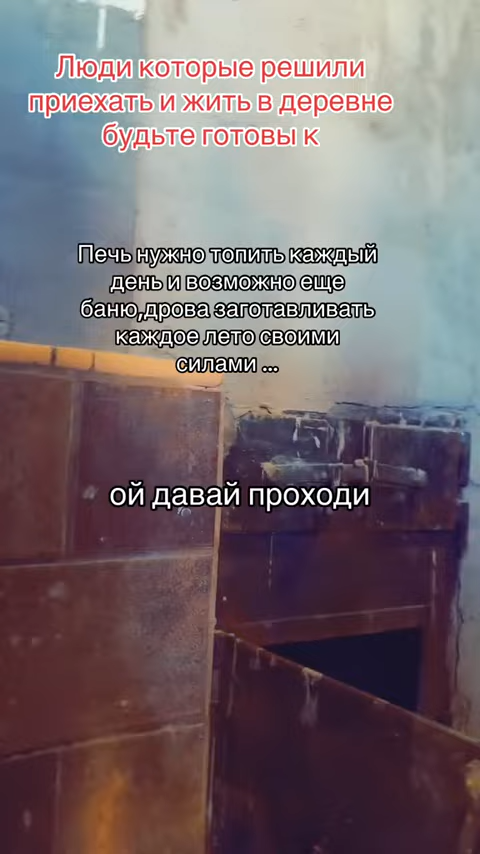 Люди которые решили
приехать и жить в деревне
будьте готовы к
Печь нужно топить каждый
день и возможно еще
баню,дрова заготавливать
каждое лето своими
силами ...
ой давай проходи